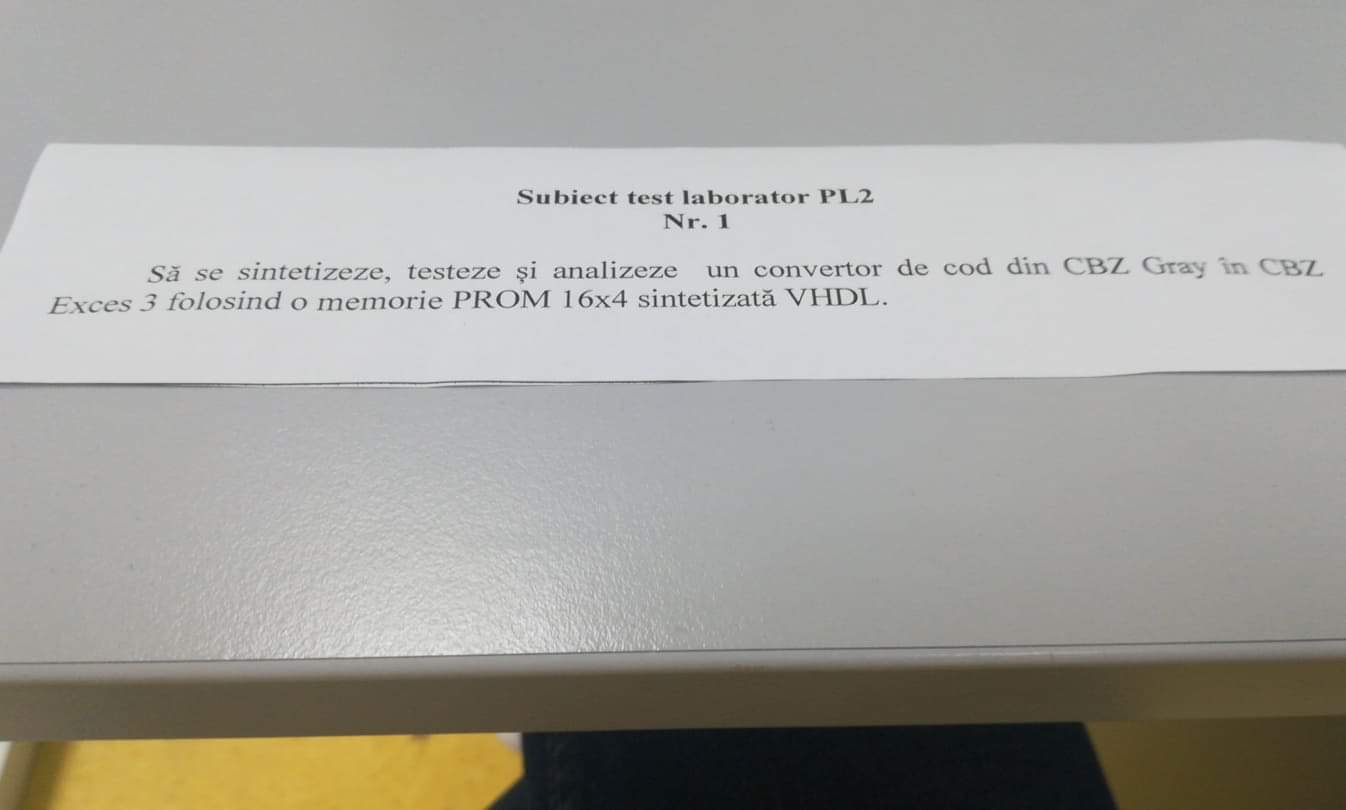 Subiect test laborator PL2
Nr. 1
Să se sintetizeze, testeze și analizeze un convertor de cod din CBZ Gray în CBZ
Exces 3 folosind o memorie PROM 16x4 sintetizată VHDL.